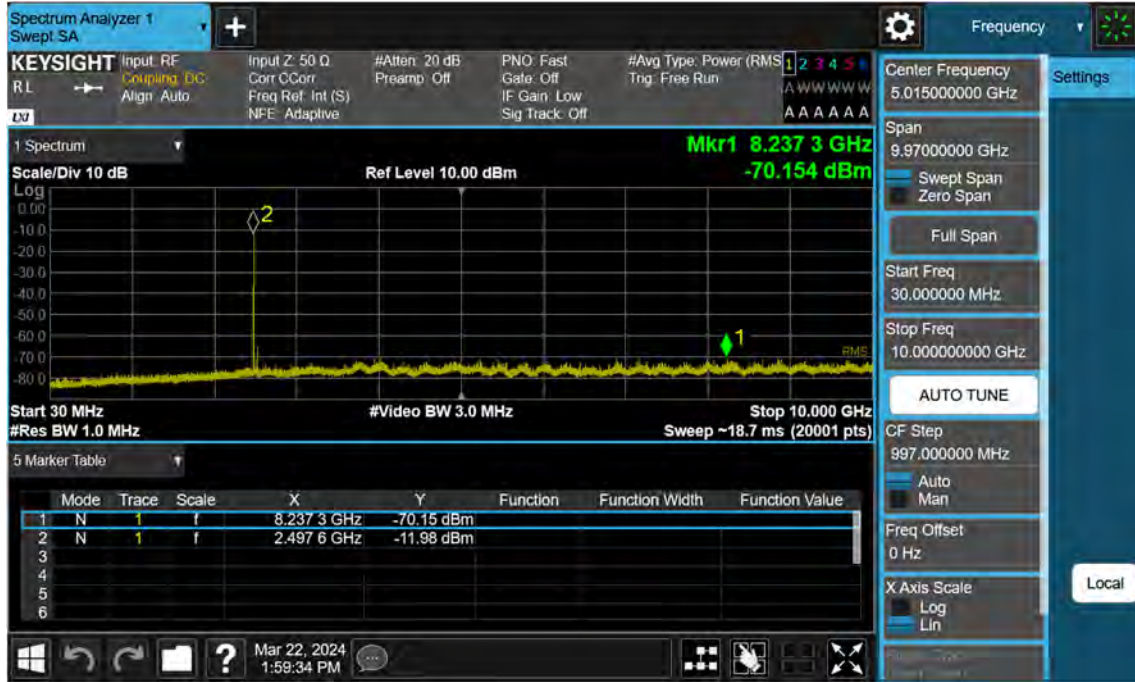 Spectrum Analyzer 1
Swept SA
+
Frequency
KEYSIGHT
RL
LXI
Input: RF
Coupling: DC
Align: Auto
Input Z: 50 Ω
Corr CCorr
Freq Ref: Int (S)
NFE: Adaptive
#Atten: 20 dB
Preamp: Off
PNO: Fast
Gate: Off
IF Gain: Low
Sig Track: Off
#Avg Type: Power (RMS
Trig: Free Run
1 2 3 4 5 6
A W W W W W
A A A A A A
1 Spectrum
Scale/Div 10 dB
Ref Level 10.00 dBm
Mkr1 8.237 3 GHz
-70.154 dBm
Log
0.00
-10.0
-20.0
-30.0
-40.0
-50.0
-60.0
-70.0
-80.0
2
1
RMS
Start 30 MHz
#Video BW 3.0 MHz
Stop 10.000 GHz
#Res BW 1.0 MHz
Sweep ~18.7 ms (20001 pts)
5 Marker Table
Mode Trace Scale X Y Function Function Width Function Value
1 N 1 f 8.237 3 GHz -70.15 dBm
2 N 1 f 2.497 6 GHz -11.98 dBm
3
4
5
6
?
Mar 22, 2024
1:59:34 PM
Center Frequency
5.015000000 GHz
Settings
Span
9.97000000 GHz
Swept Span
Zero Span
Full Span
Start Freq
30.000000 MHz
Stop Freq
10.000000000 GHz
AUTO TUNE
CF Step
997.000000 MHz
Auto
Man
Freq Offset
0 Hz
X Axis Scale
Log
Lin
Local